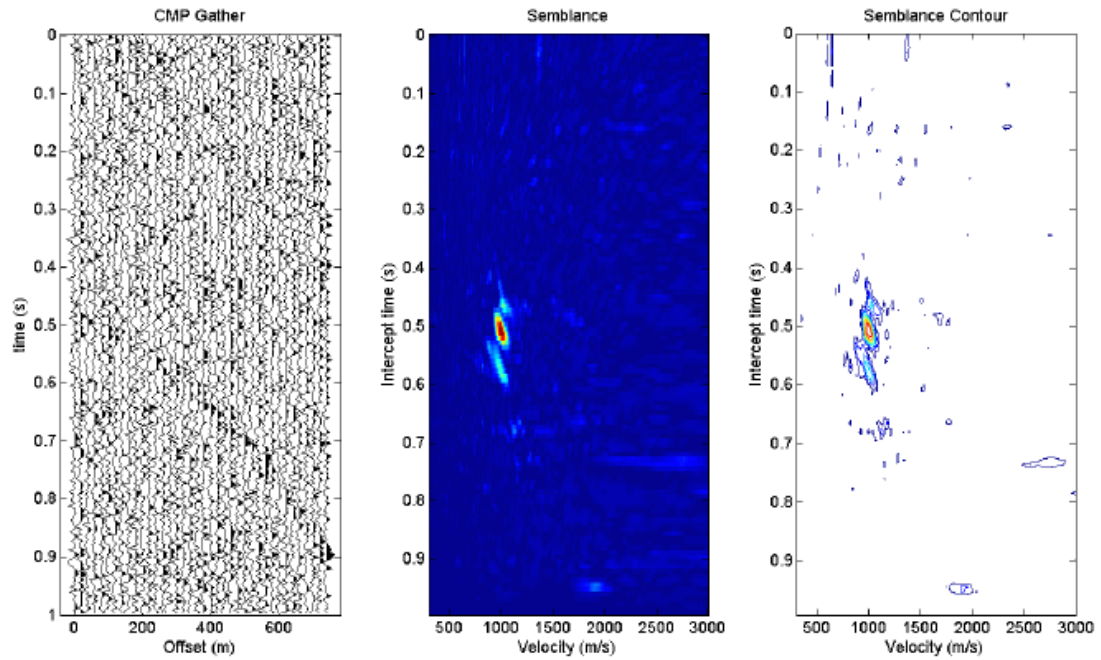 CMP Gather
0
0.1
0.2
0.3
0.4
0.5
0.6
0.7
0.8
0.9
1
time (s)
0 200 400 600
Offset (m)
Semblance
0
0.1
0.2
0.3
0.4
0.5
0.6
0.7
0.8
0.9
Intercept time (s)
500 1000 1500 2000 2500 3000
Velocity (m/s)
Semblance Contour
0
0.1
0.2
0.3
0.4
0.5
0.6
0.7
0.8
0.9
Intercept time (s)
500 1000 1500 2000 2500 3000
Velocity (m/s)